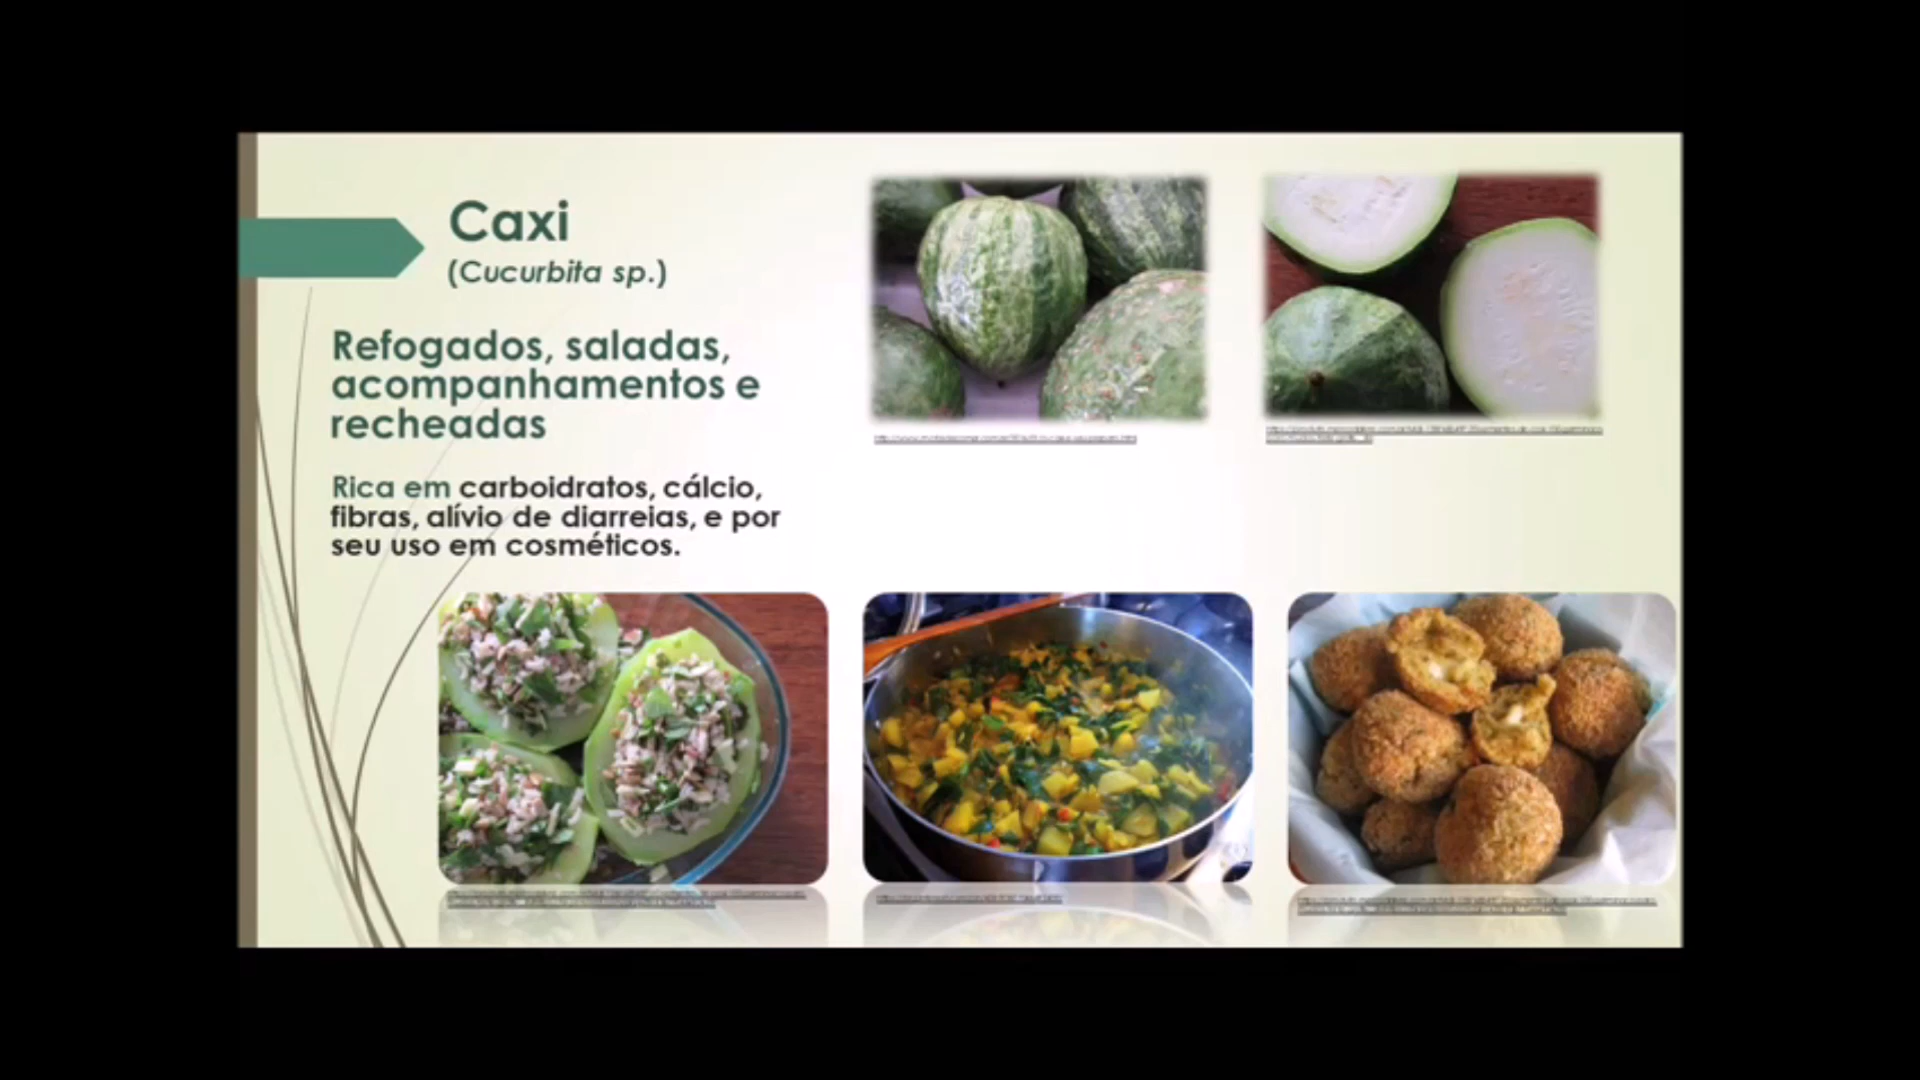 Caxi
(Cucurbita sp.)
Refogados, saladas,
acompanhamentos e
recheadas
Rica em carboidratos, cálcio,
fibras, alívio de diarreias, e por
seu uso em cosméticos.